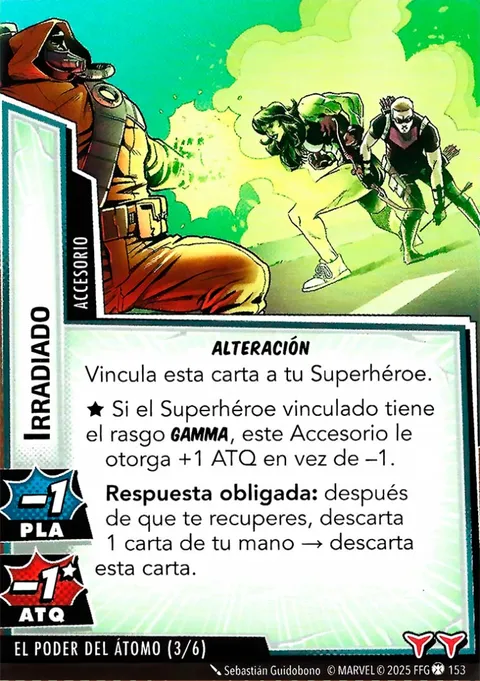 ACCESORIO
IRRADIADO
ALTERACIÓN
Vincula esta carta a tu Superhéroe.
★ Si el Superhéroe vinculado tiene
el rasgo GAMMA, este Accesorio le
otorga +1 ATQ en vez de –1.
Respuesta obligada: después
de que te recuperes, descarta
1 carta de tu mano → descarta
esta carta.
–1
PLA
–1★
ATQ
EL PODER DEL ÁTOMO (3/6)
Sebastián Guidobono © MARVEL © 2025 FFG 153